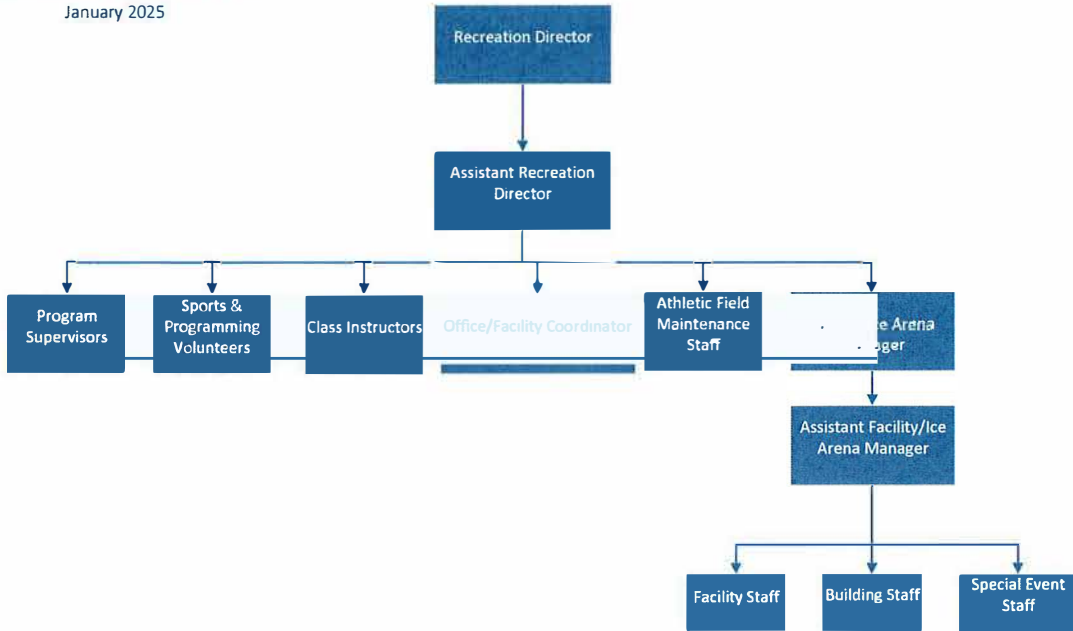 January 2025
Recreation Director
Assistant Recreation
Director
Program
Supervisors
Sports &
Programming
Volunteers
Class Instructors
Office/Facility Coordinator
Athletic Field
Maintenance
Staff
Arena
Assistant Facility/Ice
Arena Manager
Facility Staff
Building Staff
Special Event
Staff